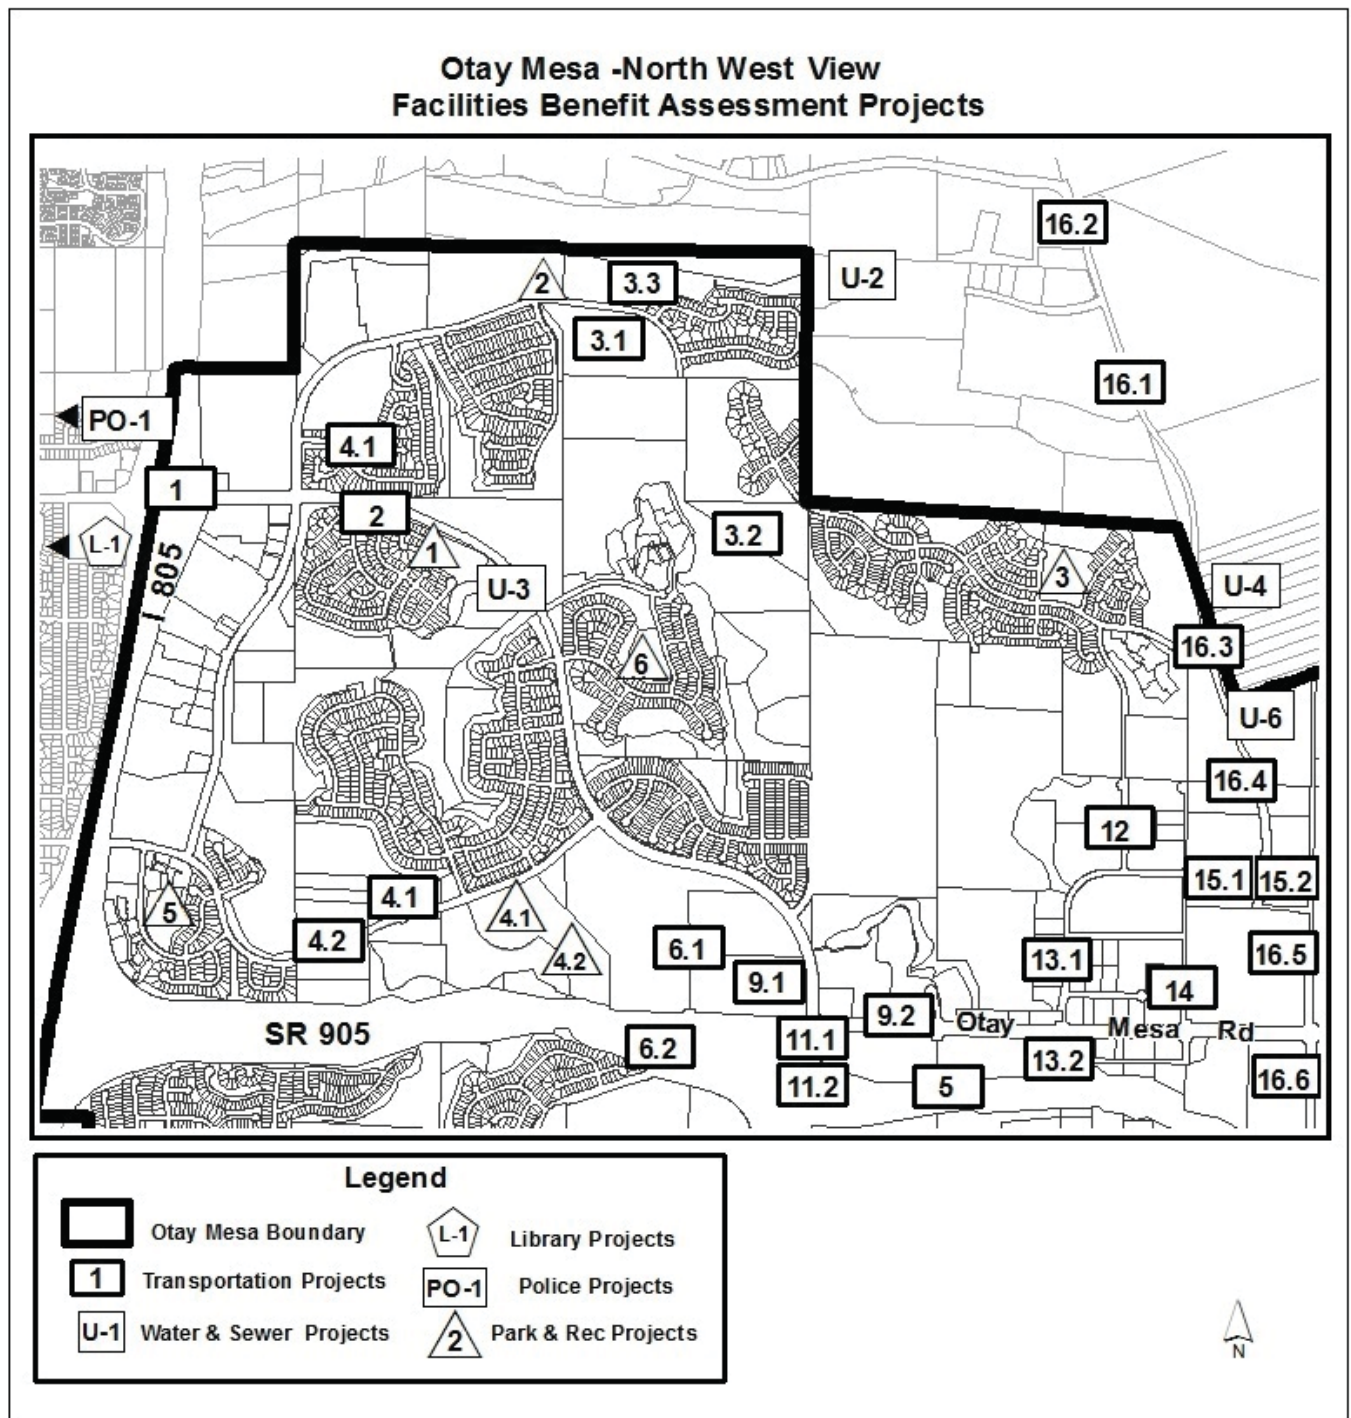 Otay Mesa -North West View
Facilities Benefit Assessment Projects
16.2
2
3.3
U-2
3.1
16.1
PO-1
4.1
1
2
3.2
L-1
1
I 805
U-3
3
U-4
16.3
6
U-6
16.4
12
15.1
15.2
4.1
5
4.1
4.2
6.1
4.2
13.1
16.5
9.1
14
9.2
Otay Mesa Rd
SR 905
11.1
6.2
13.2
11.2
5
16.6
Legend
Otay Mesa Boundary
L-1 Library Projects
1 Transportation Projects
PO-1 Police Projects
U-1 Water & Sewer Projects
2 Park & Rec Projects
N